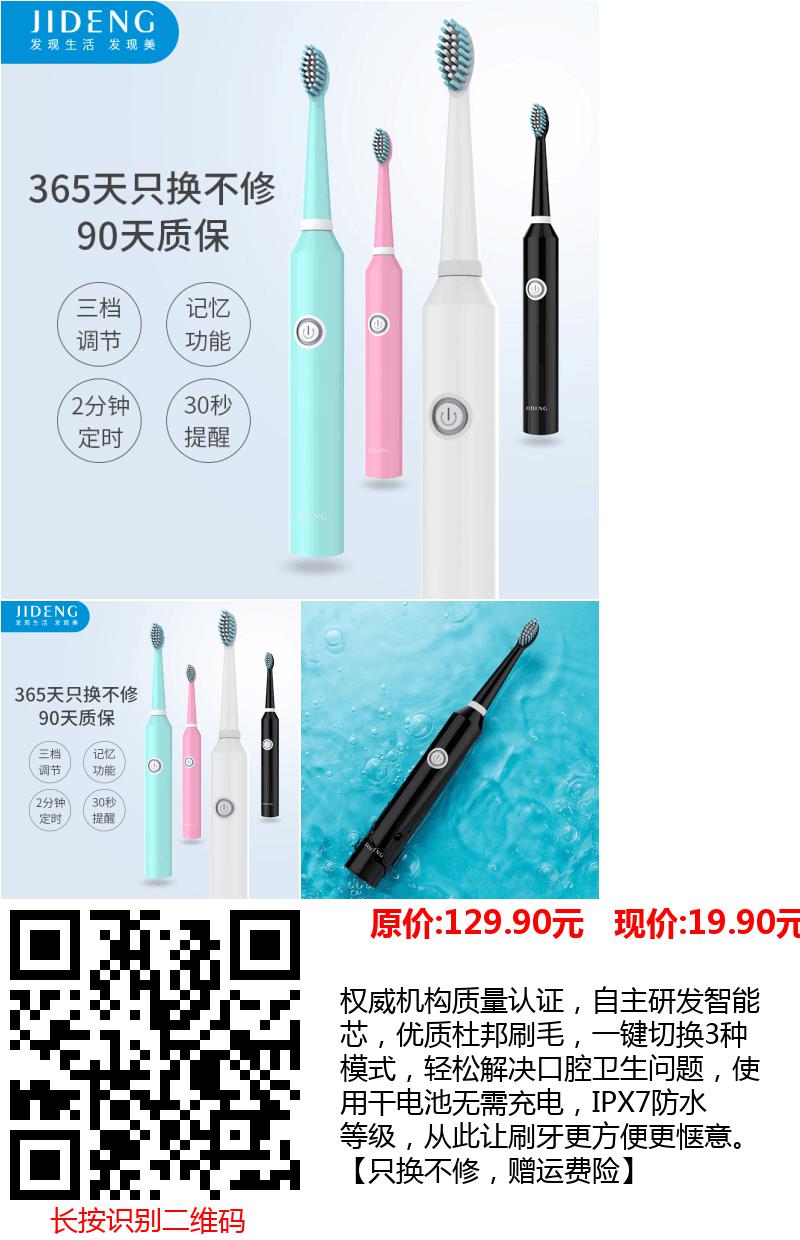 JIDENG
发现生活 发现美
365天只换不修
90天质保
三档
调节
记忆
功能
2分钟
定时
30秒
提醒
JIDENG
JIDENG
JIDENG
JIDENG
发现生活 发现美
365天只换不修
90天质保
三档
调节
记忆
功能
2分钟
定时
30秒
提醒
JIDENG
原价:129.90元 现价:19.90元
权威机构质量认证，自主研发智能
芯，优质杜邦刷毛，一键切换3种
模式，轻松解决口腔卫生问题，使
用干电池无需充电，IPX7防水
等级，从此让刷牙更方便更惬意。
【只换不修，赠运费险】
长按识别二维码